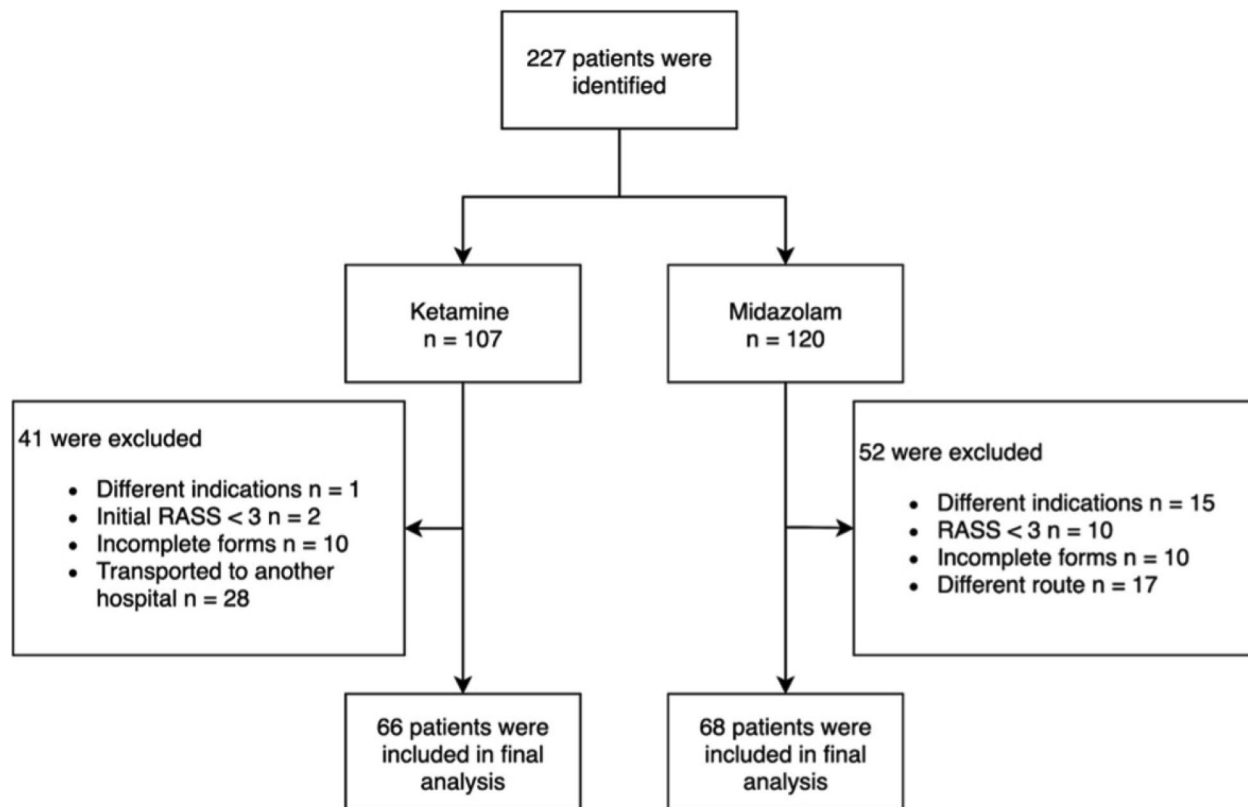 227 patients were
identified
Ketamine
n = 107
Midazolam
n = 120
41 were excluded
• Different indications n = 1
• Initial RASS < 3 n = 2
• Incomplete forms n = 10
• Transported to another
hospital n = 28
52 were excluded
• Different indications n = 15
• RASS < 3 n = 10
• Incomplete forms n = 10
• Different route n = 17
66 patients were
included in final
analysis
68 patients were
included in final
analysis